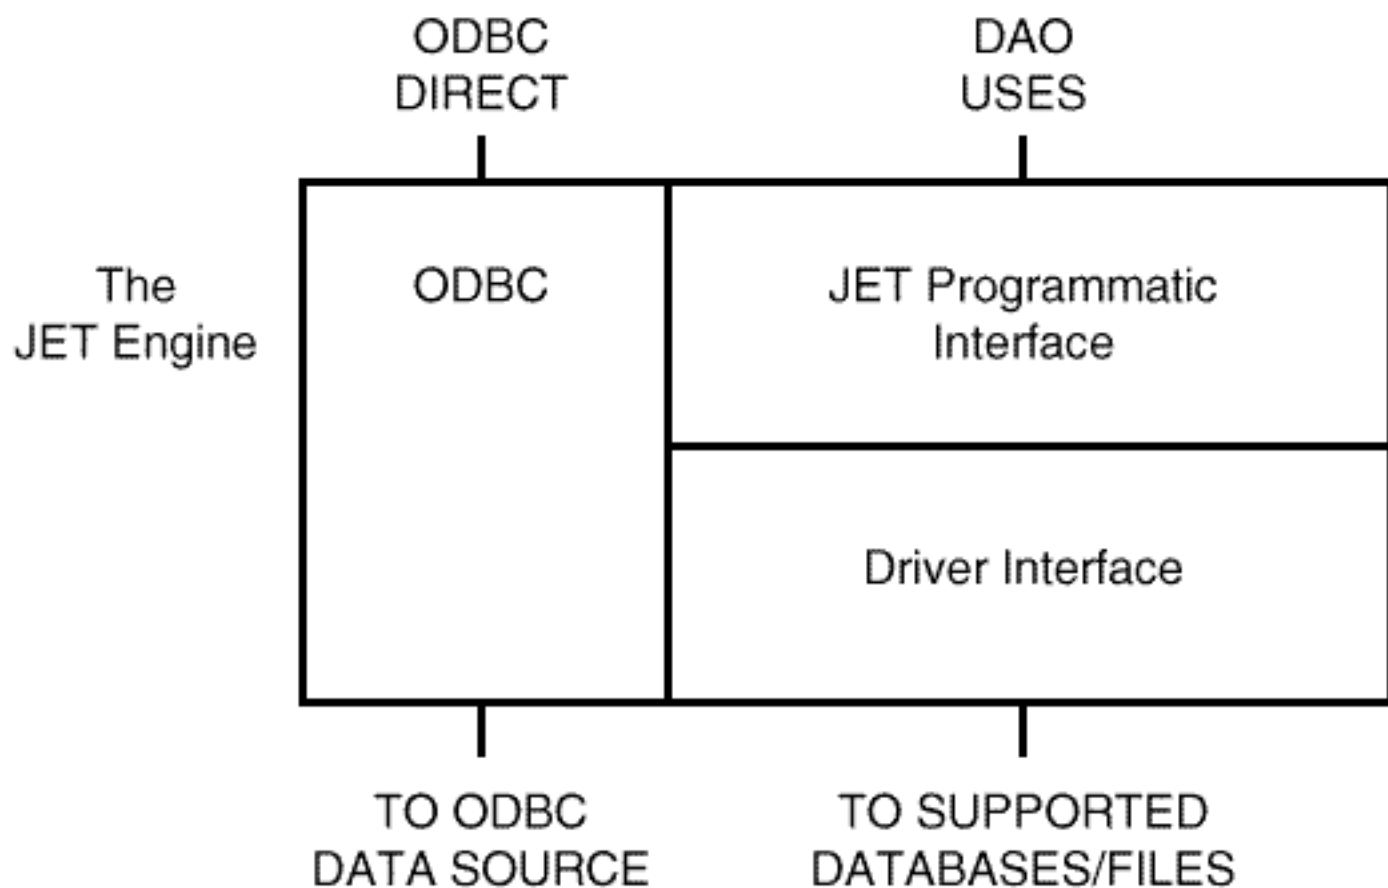 ODBC
DIRECT
DAO
USES
The
JET Engine
ODBC
JET Programmatic
Interface
Driver Interface
TO ODBC
DATA SOURCE
TO SUPPORTED
DATABASES/FILES